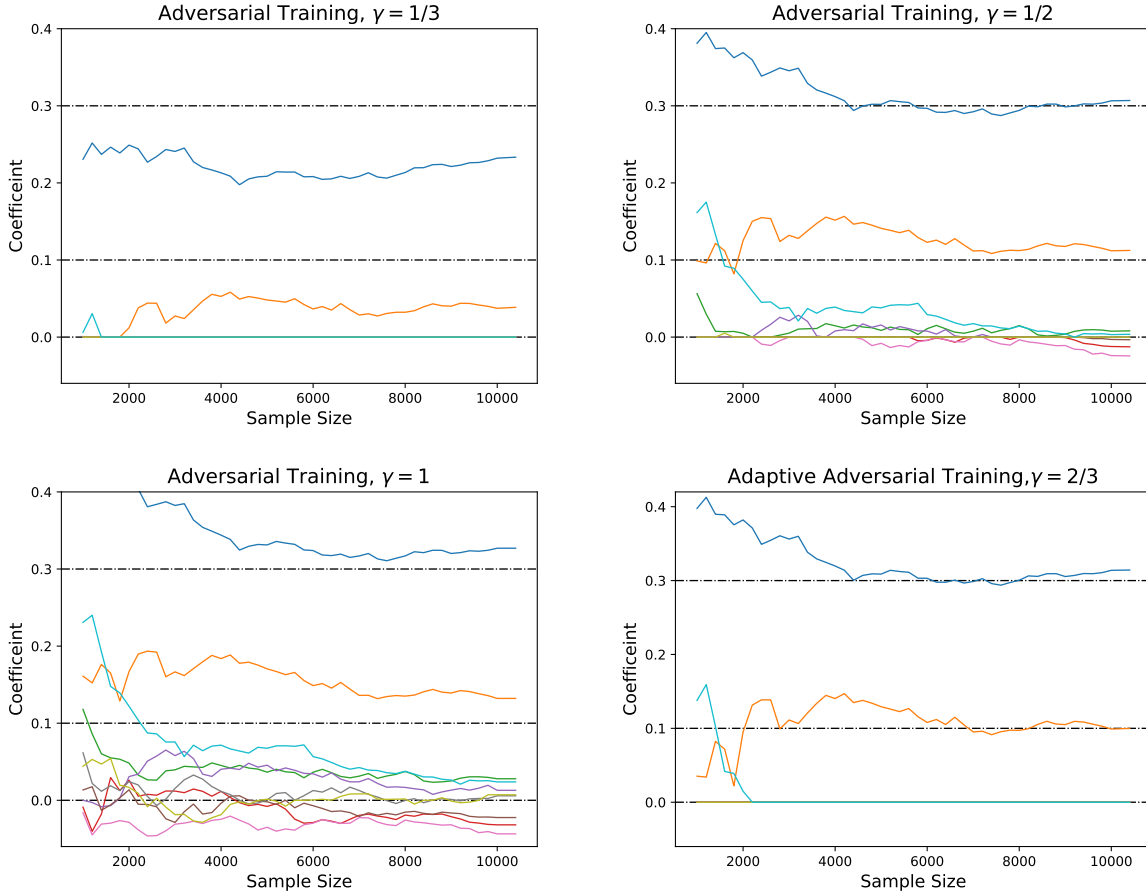 Adversarial Training, γ = 1/3
0.4
0.3
0.2
0.1
0.0
Coefficeint
2000 4000 6000 8000 10000
Sample Size
Adversarial Training, γ = 1/2
0.4
0.3
0.2
0.1
0.0
Coefficeint
2000 4000 6000 8000 10000
Sample Size
Adversarial Training, γ = 1
0.4
0.3
0.2
0.1
0.0
Coefficeint
2000 4000 6000 8000 10000
Sample Size
Adaptive Adversarial Training,γ = 2/3
0.4
0.3
0.2
0.1
0.0
Coefficeint
2000 4000 6000 8000 10000
Sample Size